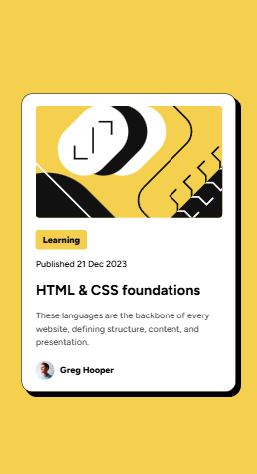 Learning
Published 21 Dec 2023
HTML & CSS foundations
These languages are the backbone of every
website, defining structure, content, and
presentation.
Greg Hooper